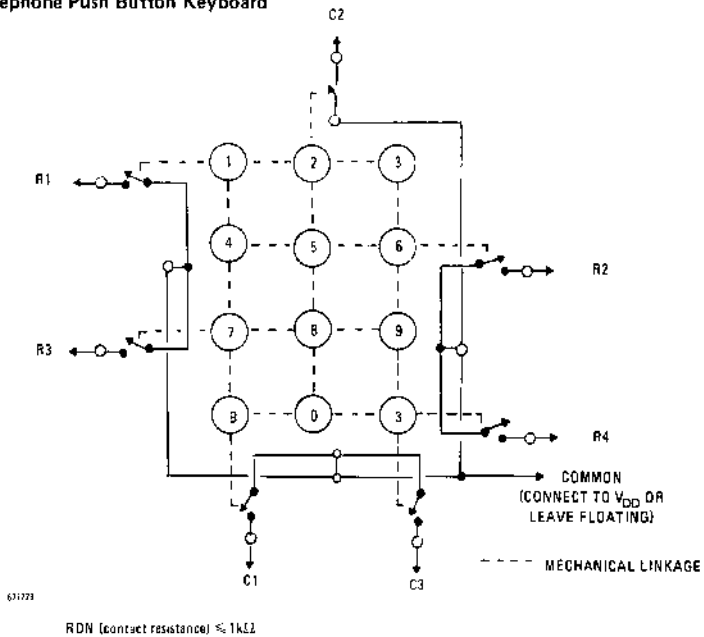 ephone Push Button Keyboard
C2
1 2 3
R1
4 5 6
R2
7 8 9
R3
B 0 3
R4
COMMON
(CONNECT TO VDD OR
LEAVE FLOATING)
C1 C3
MECHANICAL LINKAGE
RDN (contact resistance) ≤ 1kΩ